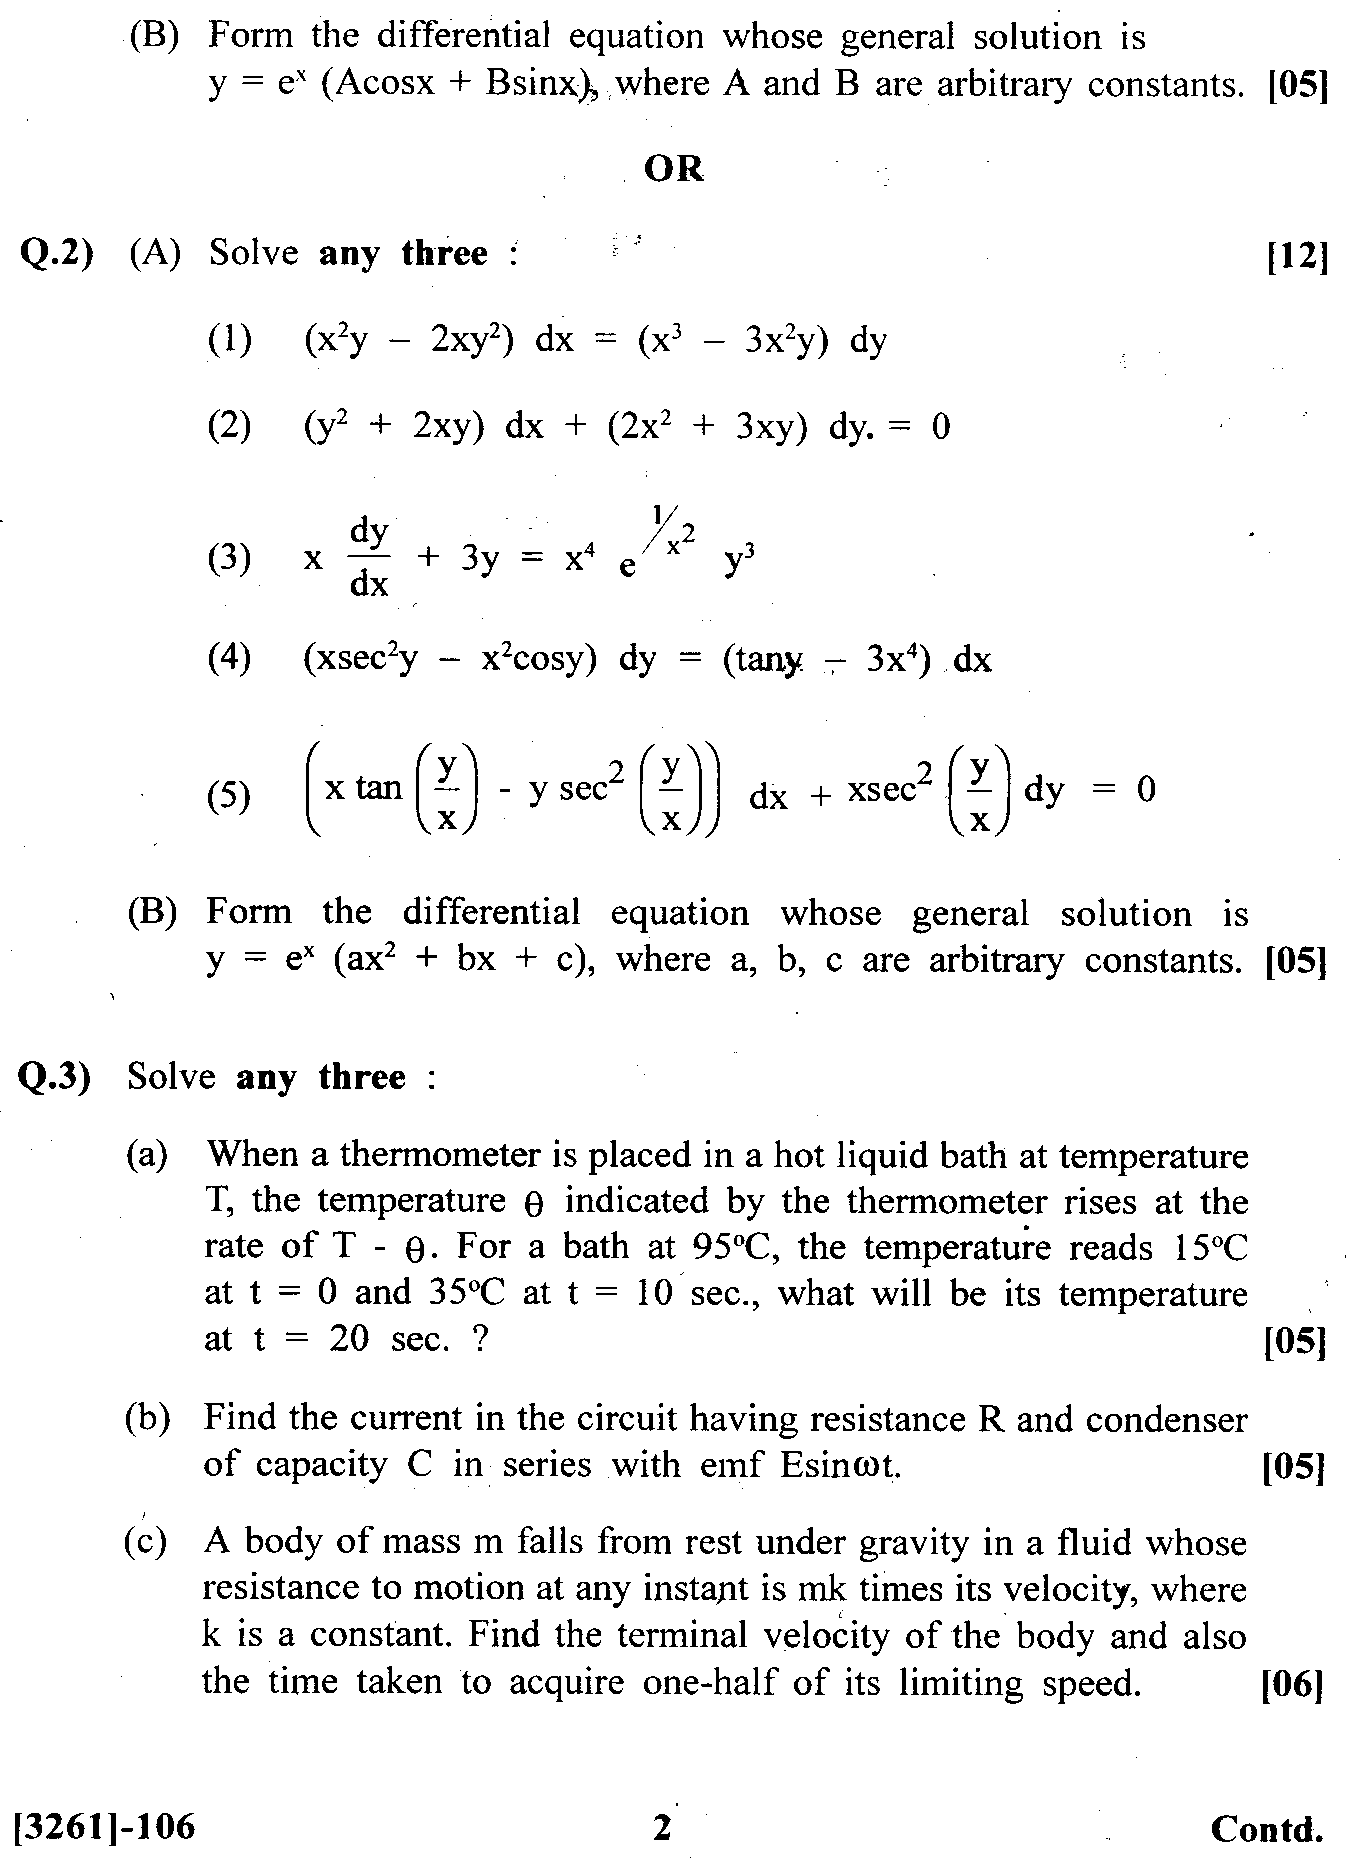 (B) Form the differential equation whose general solution is
y = eˣ (Acosx + Bsinx), where A and B are arbitrary constants. [05]
OR
Q.2) (A) Solve any three : [12]
(1) (x²y – 2xy²) dx = (x³ – 3x²y) dy
(2) (y² + 2xy) dx + (2x² + 3xy) dy. = 0
(3) x dy/dx + 3y = x⁴ e^(1/x²) y³
(4) (xsec²y – x²cosy) dy = (tany – 3x⁴) dx
(5) (x tan (y/x) - y sec² (y/x)) dx + xsec² (y/x) dy = 0
(B) Form the differential equation whose general solution is
y = eˣ (ax² + bx + c), where a, b, c are arbitrary constants. [05]
Q.3) Solve any three :
(a) When a thermometer is placed in a hot liquid bath at temperature
T, the temperature θ indicated by the thermometer rises at the
rate of T - θ. For a bath at 95°C, the temperature reads 15°C
at t = 0 and 35°C at t = 10 sec., what will be its temperature
at t = 20 sec. ? [05]
(b) Find the current in the circuit having resistance R and condenser
of capacity C in series with emf Esinωt. [05]
(c) A body of mass m falls from rest under gravity in a fluid whose
resistance to motion at any instant is mk times its velocity, where
k is a constant. Find the terminal velocity of the body and also
the time taken to acquire one-half of its limiting speed. [06]
[3261]-106 2 Contd.